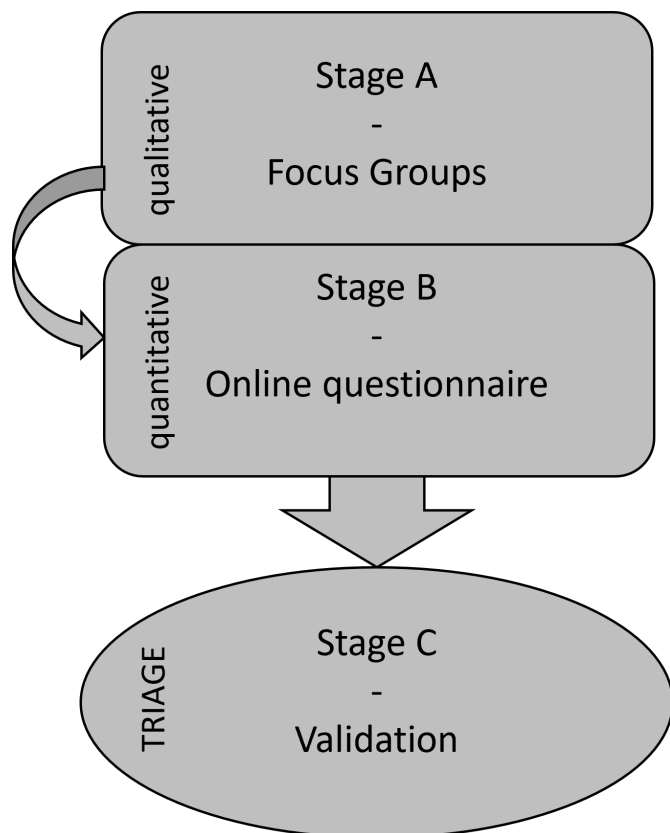 qualitative
Stage A
-
Focus Groups
quantitative
Stage B
-
Online questionnaire
TRIAGE
Stage C
-
Validation